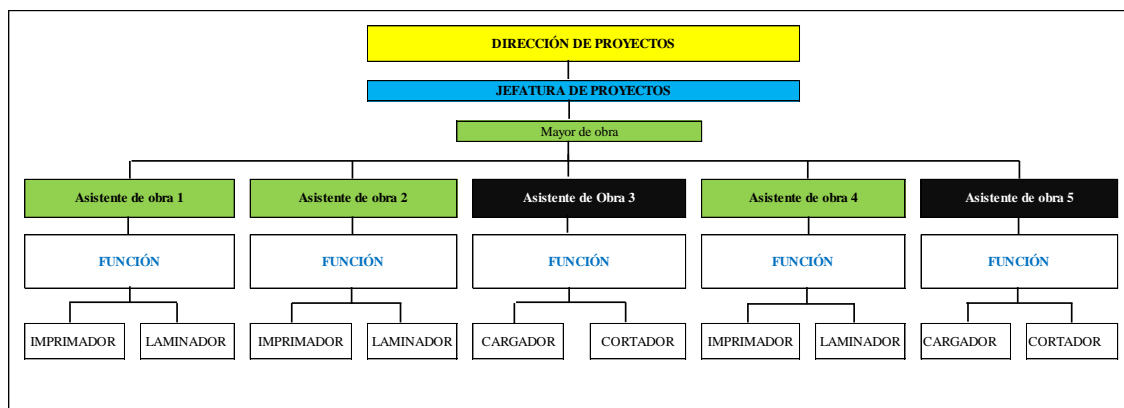 DIRECCIÓN DE PROYECTOS
JEFATURA DE PROYECTOS
Mayor de obra
Asistente de obra 1
Asistente de obra 2
Asistente de Obra 3
Asistente de obra 4
Asistente de obra 5
FUNCIÓN
FUNCIÓN
FUNCIÓN
FUNCIÓN
FUNCIÓN
IMPRIMADOR
LAMINADOR
IMPRIMADOR
LAMINADOR
CARGADOR
CORTADOR
IMPRIMADOR
LAMINADOR
CARGADOR
CORTADOR